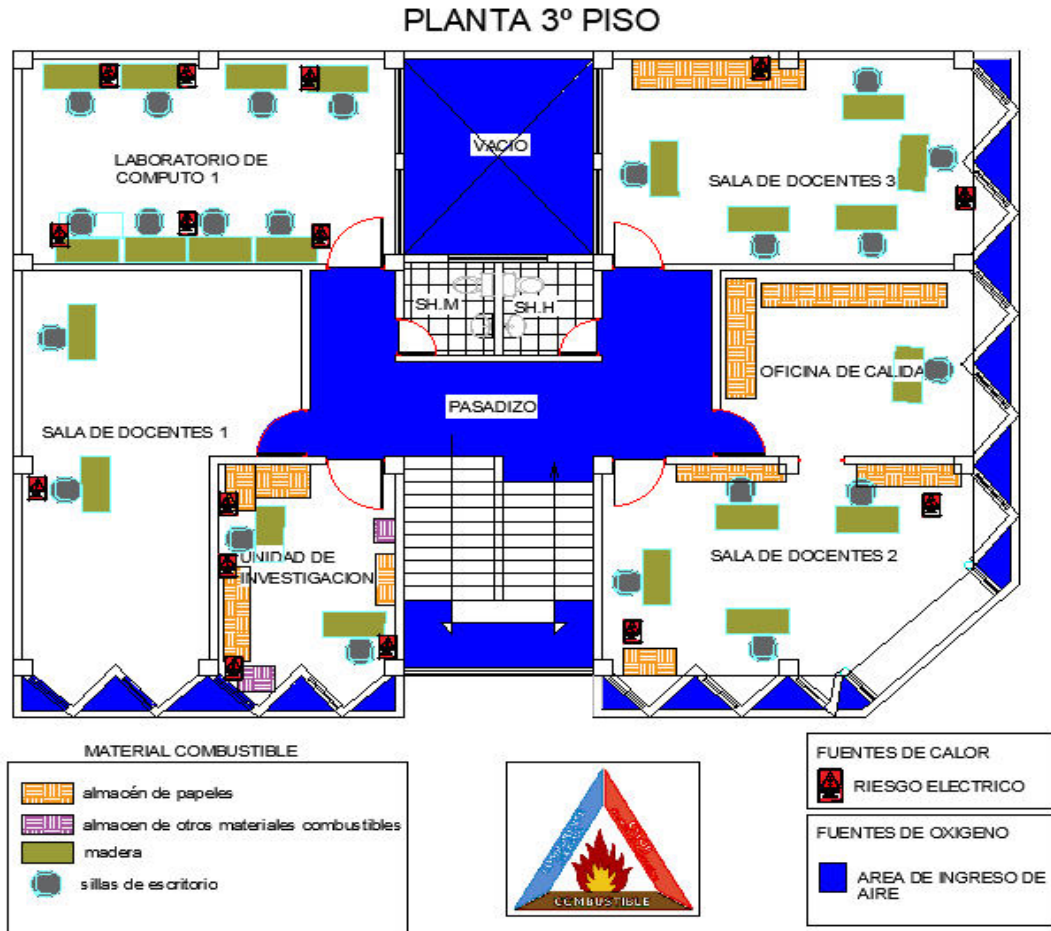 PLANTA 3º PISO
LABORATORIO DE
COMPUTO 1
VACIO
SALA DE DOCENTES 3
SH.M
SH.H
OFICINA DE CALIDA
PASADIZO
SALA DE DOCENTES 1
UNIDAD DE
INVESTIGACION
SALA DE DOCENTES 2
MATERIAL COMBUSTIBLE
almacén de papeles
almacen de otros materiales combustibles
madera
sillas de escritorio
COMBUSTIBLE
FUENTES DE CALOR
RIESGO ELECTRICO
FUENTES DE OXIGENO
AREA DE INGRESO DE
AIRE